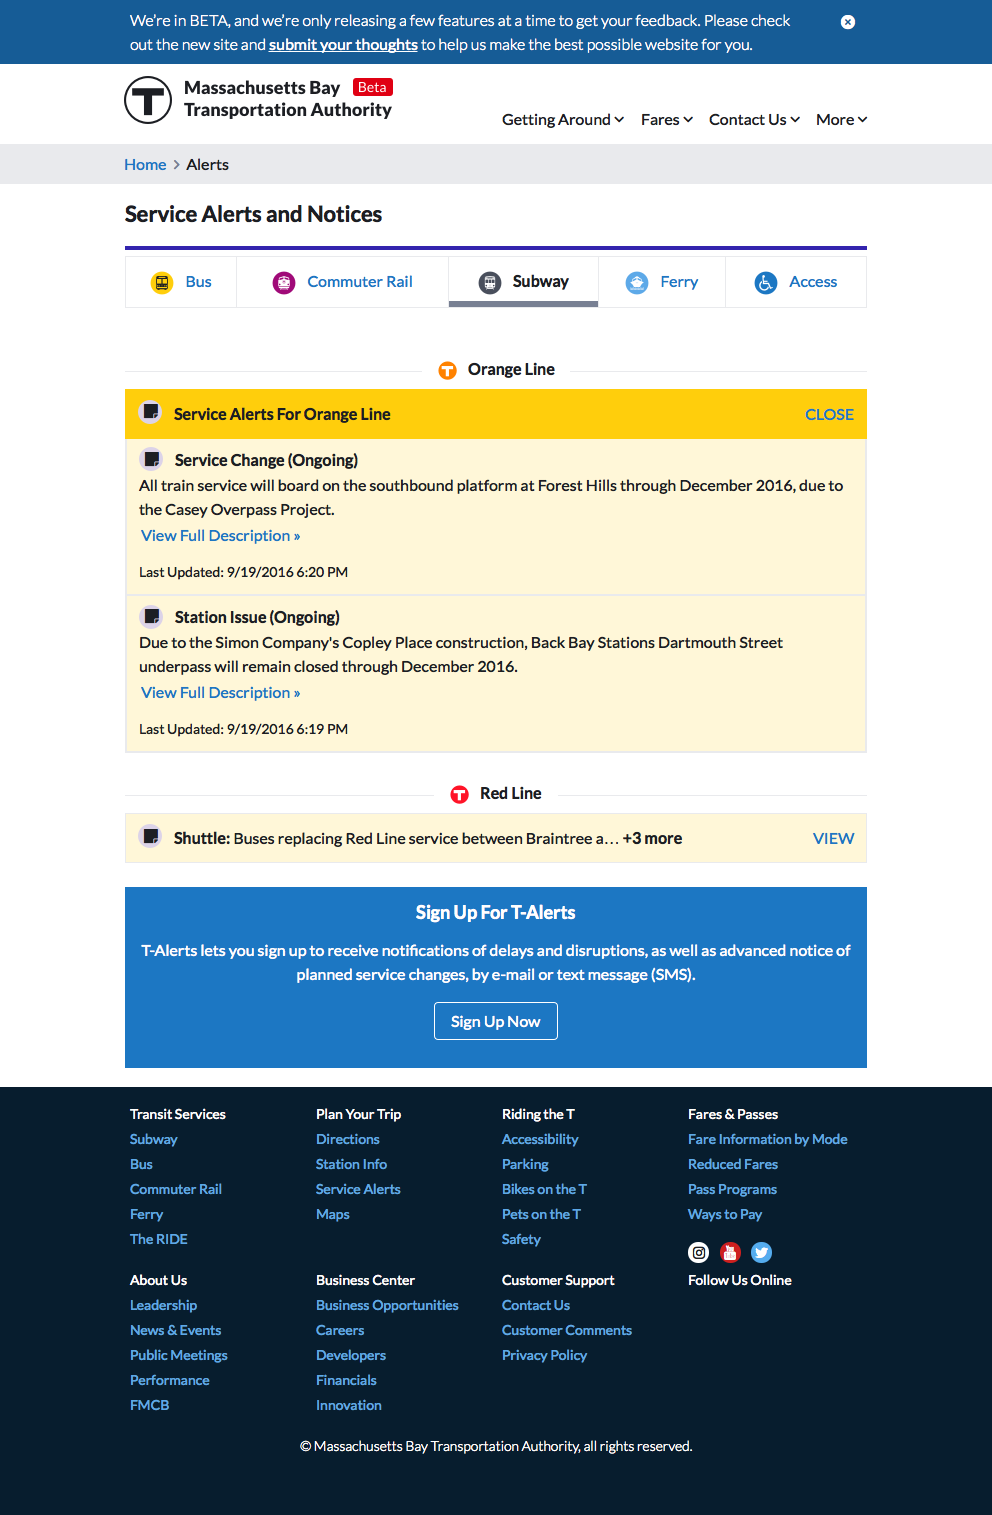 We're in BETA, and we're only releasing a few features at a time to get your feedback. Please check
out the new site and submit your thoughts to help us make the best possible website for you.
Massachusetts Bay Beta
Transportation Authority
Getting Around Fares Contact Us More
Home > Alerts
Service Alerts and Notices
Bus Commuter Rail Subway Ferry Access
Orange Line
Service Alerts For Orange Line CLOSE
Service Change (Ongoing)
All train service will board on the southbound platform at Forest Hills through December 2016, due to
the Casey Overpass Project.
View Full Description »
Last Updated: 9/19/2016 6:20 PM
Station Issue (Ongoing)
Due to the Simon Company's Copley Place construction, Back Bay Stations Dartmouth Street
underpass will remain closed through December 2016.
View Full Description »
Last Updated: 9/19/2016 6:19 PM
Red Line
Shuttle: Buses replacing Red Line service between Braintree a... +3 more VIEW
Sign Up For T-Alerts
T-Alerts lets you sign up to receive notifications of delays and disruptions, as well as advanced notice of
planned service changes, by e-mail or text message (SMS).
Sign Up Now
Transit Services Plan Your Trip Riding the T Fares & Passes
Subway Directions Accessibility Fare Information by Mode
Bus Station Info Parking Reduced Fares
Commuter Rail Service Alerts Bikes on the T Pass Programs
Ferry Maps Pets on the T Ways to Pay
The RIDE Safety
About Us Business Center Customer Support Follow Us Online
Leadership Business Opportunities Contact Us
News & Events Careers Customer Comments
Public Meetings Developers Privacy Policy
Performance Financials
FMCB Innovation
© Massachusetts Bay Transportation Authority, all rights reserved.